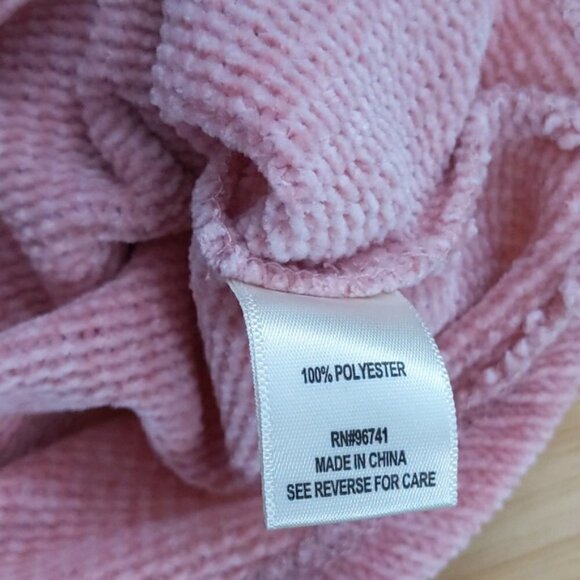 100% POLYESTER
RN#96741
MADE IN CHINA
SEE REVERSE FOR CARE